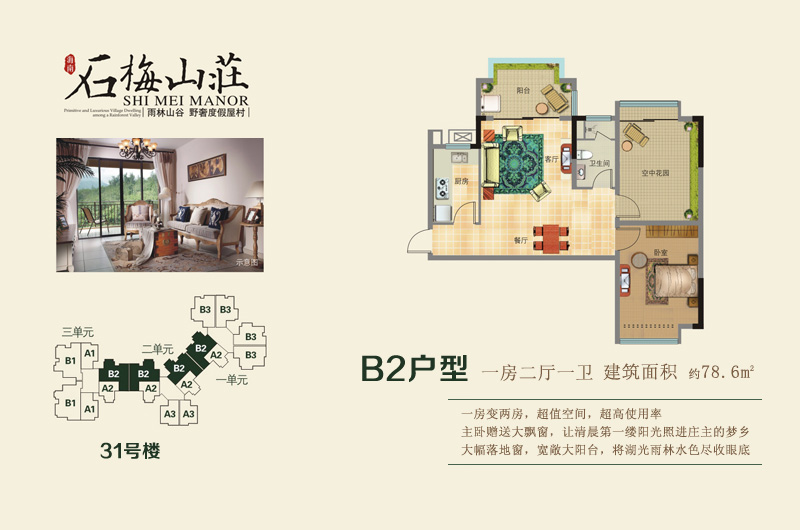 海南
石梅山莊
SHI MEI MANOR
Primitive and Luxurious Village Dwelling
among a Rainforest Valley
雨林山谷 野奢度假屋村
示意图
阳台
客厅
卫生间
空中花园
厨房
餐厅
卧室
三单元
二单元
一单元
B3 B3
B3
B3
B2
B2
A2
A2
A1
B1
B2 B2
A2 A2
B1
A1
A3 A3
31号楼
B2户型 一房二厅一卫 建筑面积 约78.6m²
一房变两房，超值空间，超高使用率
主卧赠送大飘窗，让清晨第一缕阳光照进庄主的梦乡
大幅落地窗，宽敞大阳台，将湖光雨林水色尽收眼底